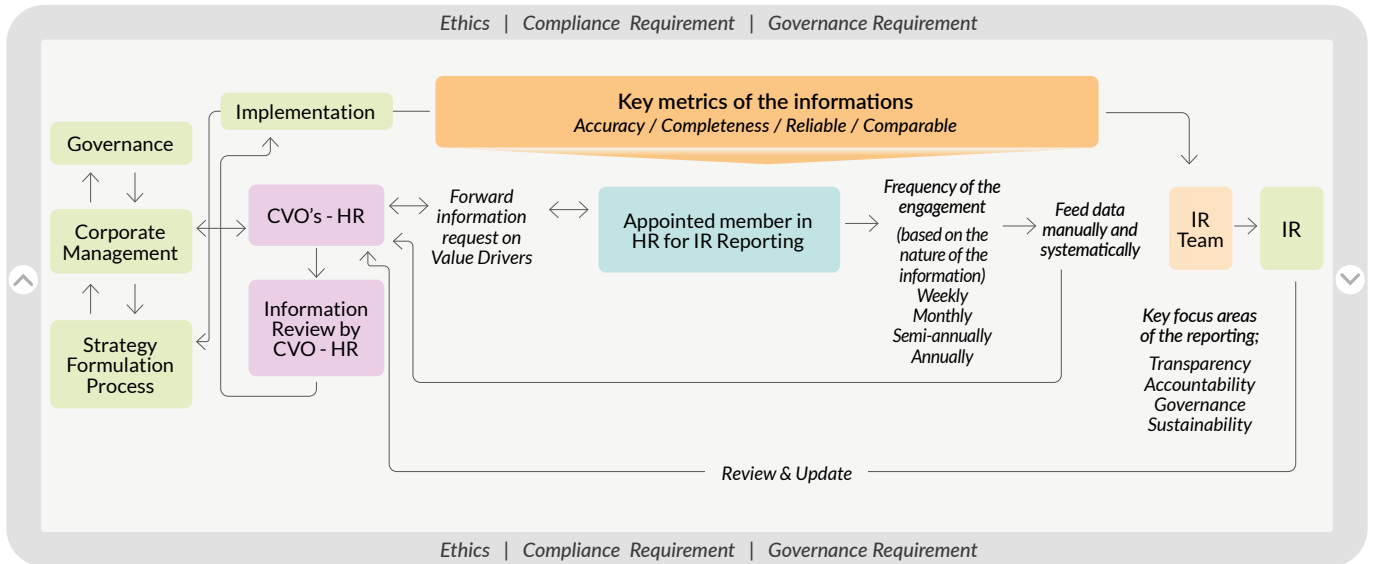 Ethics | Compliance Requirement | Governance Requirement
Implementation
Key metrics of the informations
Accuracy / Completeness / Reliable / Comparable
Governance
Corporate
Management
Strategy
Formulation
Process
CVO's - HR
Information
Review by
CVO - HR
Forward
information
request on
Value Drivers
Appointed member in
HR for IR Reporting
Frequency of the
engagement
(based on the
nature of the
information)
Weekly
Monthly
Semi-annually
Annually
Feed data
manually and
systematically
IR
Team
IR
Key focus areas
of the reporting;
Transparency
Accountability
Governance
Sustainability
Review & Update
Ethics | Compliance Requirement | Governance Requirement